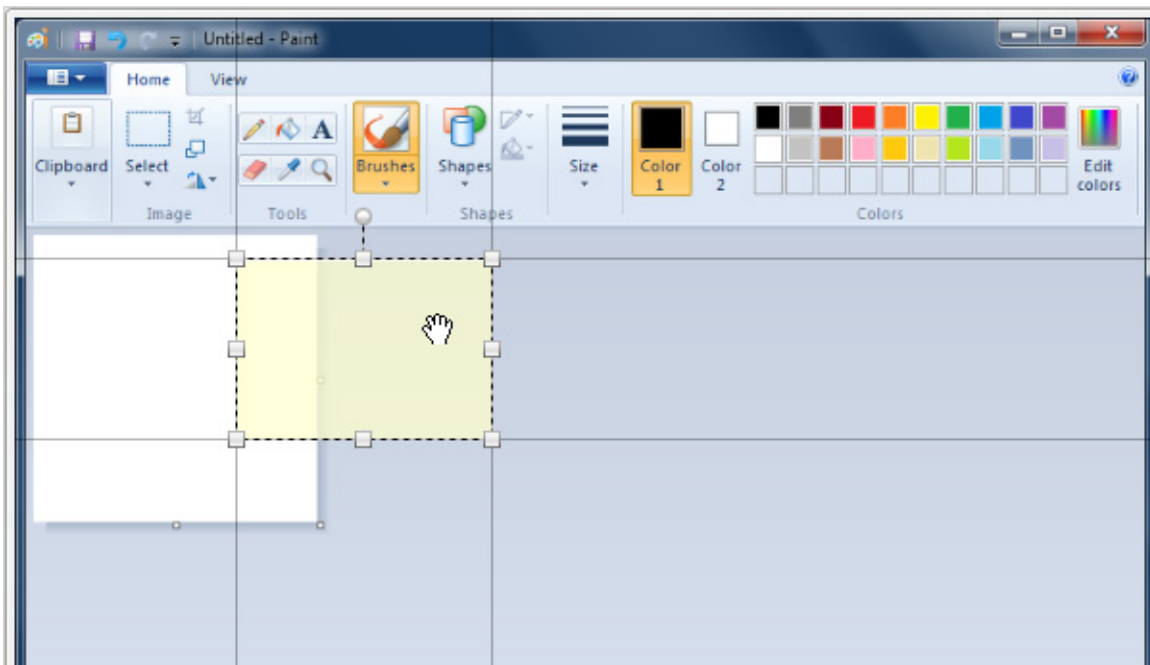 Untitled - Paint
Home View
A
Clipboard Select Brushes Shapes Size Color 1 Color 2 Edit colors
Image Tools Shapes Colors